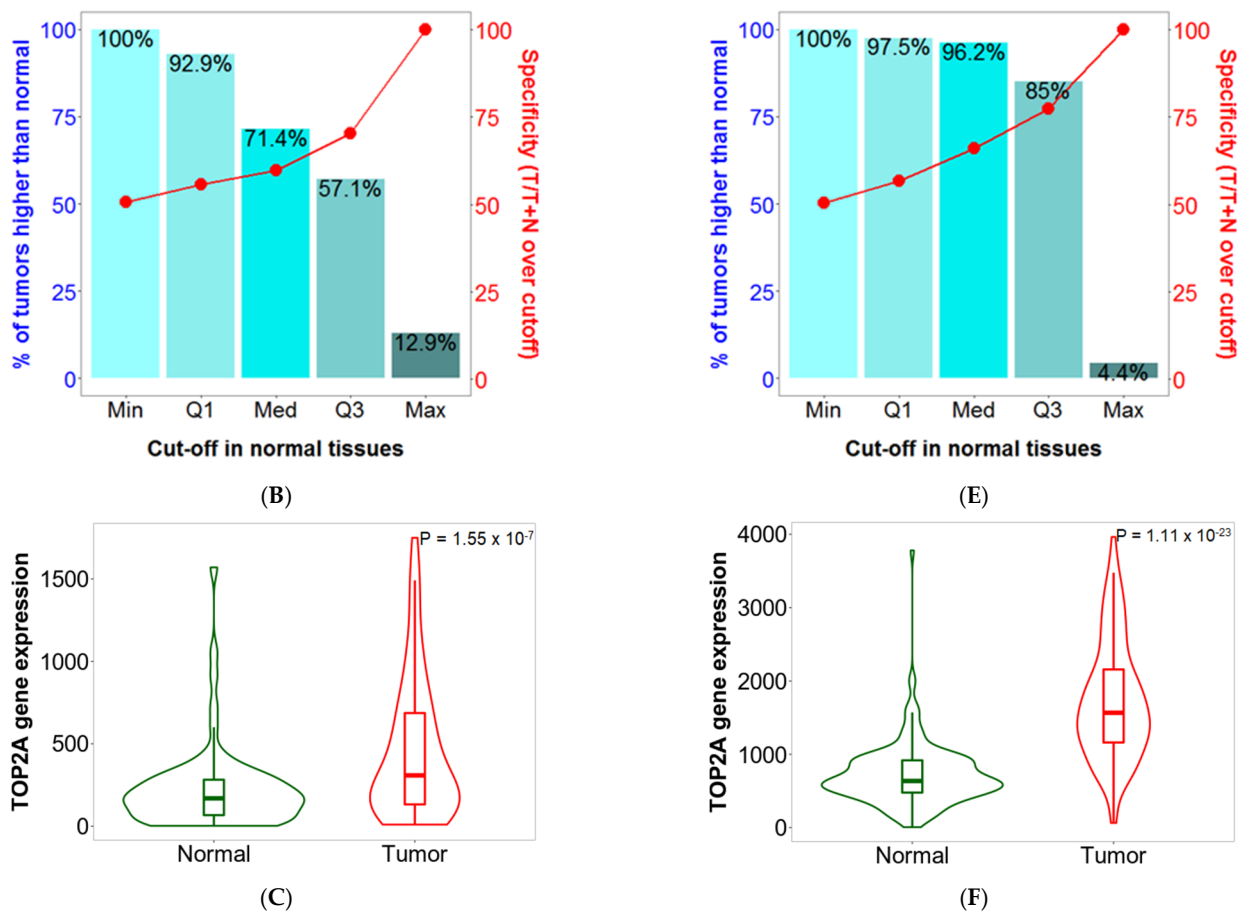 % of tumors higher than normal
100
75
50
25
0
100%
92.9%
71.4%
57.1%
12.9%
100
75
50
25
0
Specificity (T/T+N over cutoff)
Min Q1 Med Q3 Max
Cut-off in normal tissues
(B)
% of tumors higher than normal
100
75
50
25
0
100%
97.5%
96.2%
85%
4.4%
100
75
50
25
0
Specificity (T/T+N over cutoff)
Min Q1 Med Q3 Max
Cut-off in normal tissues
(E)
TOP2A gene expression
1500
1000
500
0
P = 1.55 x 10-7
Normal Tumor
(C)
TOP2A gene expression
4000
3000
2000
1000
0
P = 1.11 x 10-23
Normal Tumor
(F)